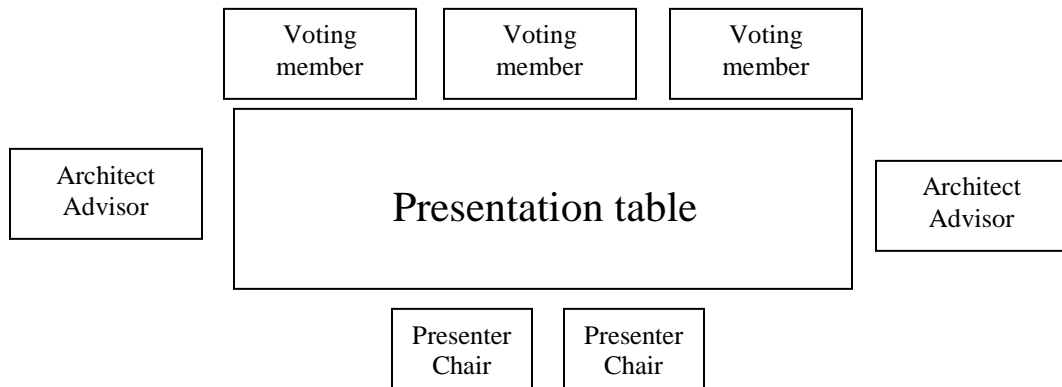 Voting
member
Voting
member
Voting
member
Architect
Advisor
Presentation table
Architect
Advisor
Presenter
Chair
Presenter
Chair